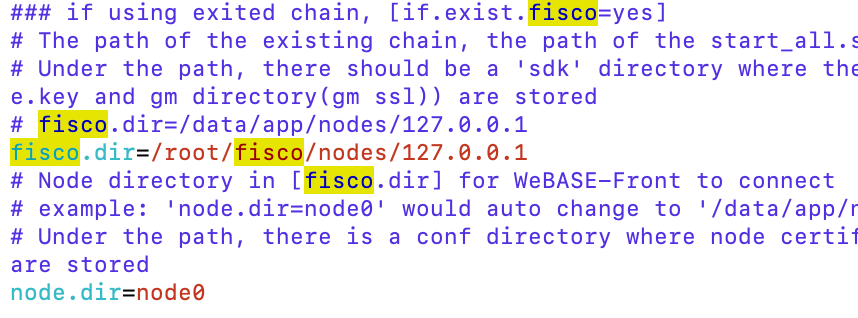 ### if using exited chain, [if.exist.fisco=yes]
# The path of the existing chain, the path of the start_all.s
# Under the path, there should be a 'sdk' directory where the
e.key and gm directory(gm ssl)) are stored
# fisco.dir=/data/app/nodes/127.0.0.1
fisco.dir=/root/fisco/nodes/127.0.0.1
# Node directory in [fisco.dir] for WeBASE-Front to connect
# example: 'node.dir=node0' would auto change to '/data/app/n
# Under the path, there is a conf directory where node certif
are stored
node.dir=node0